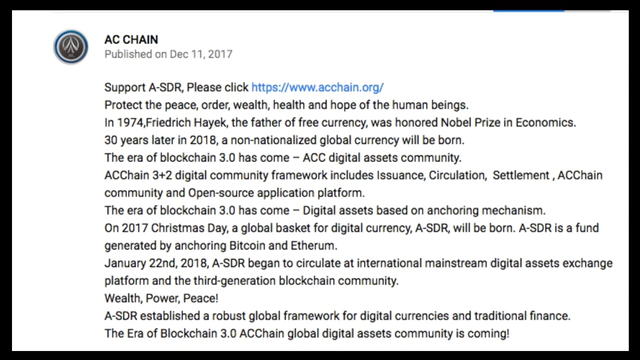 AC CHAIN
Published on Dec 11, 2017
Support A-SDR, Please click https://www.acchain.org/
Protect the peace, order, wealth, health and hope of the human beings.
In 1974,Friedrich Hayek, the father of free currency, was honored Nobel Prize in Economics.
30 years later in 2018, a non-nationalized global currency will be born.
The era of blockchain 3.0 has come – ACC digital assets community.
ACChain 3+2 digital community framework includes Issuance, Circulation, Settlement , ACChain
community and Open-source application platform.
The era of blockchain 3.0 has come – Digital assets based on anchoring mechanism.
On 2017 Christmas Day, a global basket for digital currency, A-SDR, will be born. A-SDR is a fund
generated by anchoring Bitcoin and Etherum.
January 22nd, 2018, A-SDR began to circulate at international mainstream digital assets exchange
platform and the third-generation blockchain community.
Wealth, Power, Peace!
A-SDR established a robust global framework for digital currencies and traditional finance.
The Era of Blockchain 3.0 ACChain global digital assets community is coming!